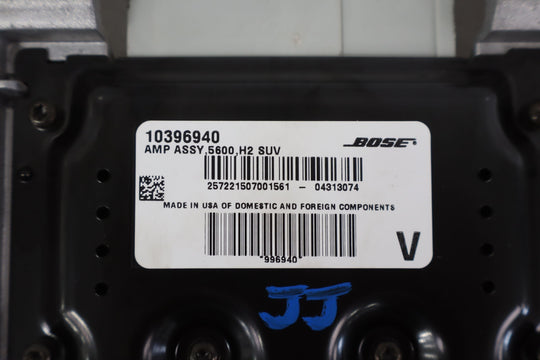 10396940
BOSE®
AMP ASSY,5600,H2 SUV
257221507001561 - 04313074
MADE IN USA OF DOMESTIC AND FOREIGN COMPONENTS
"996940"
V
JJ